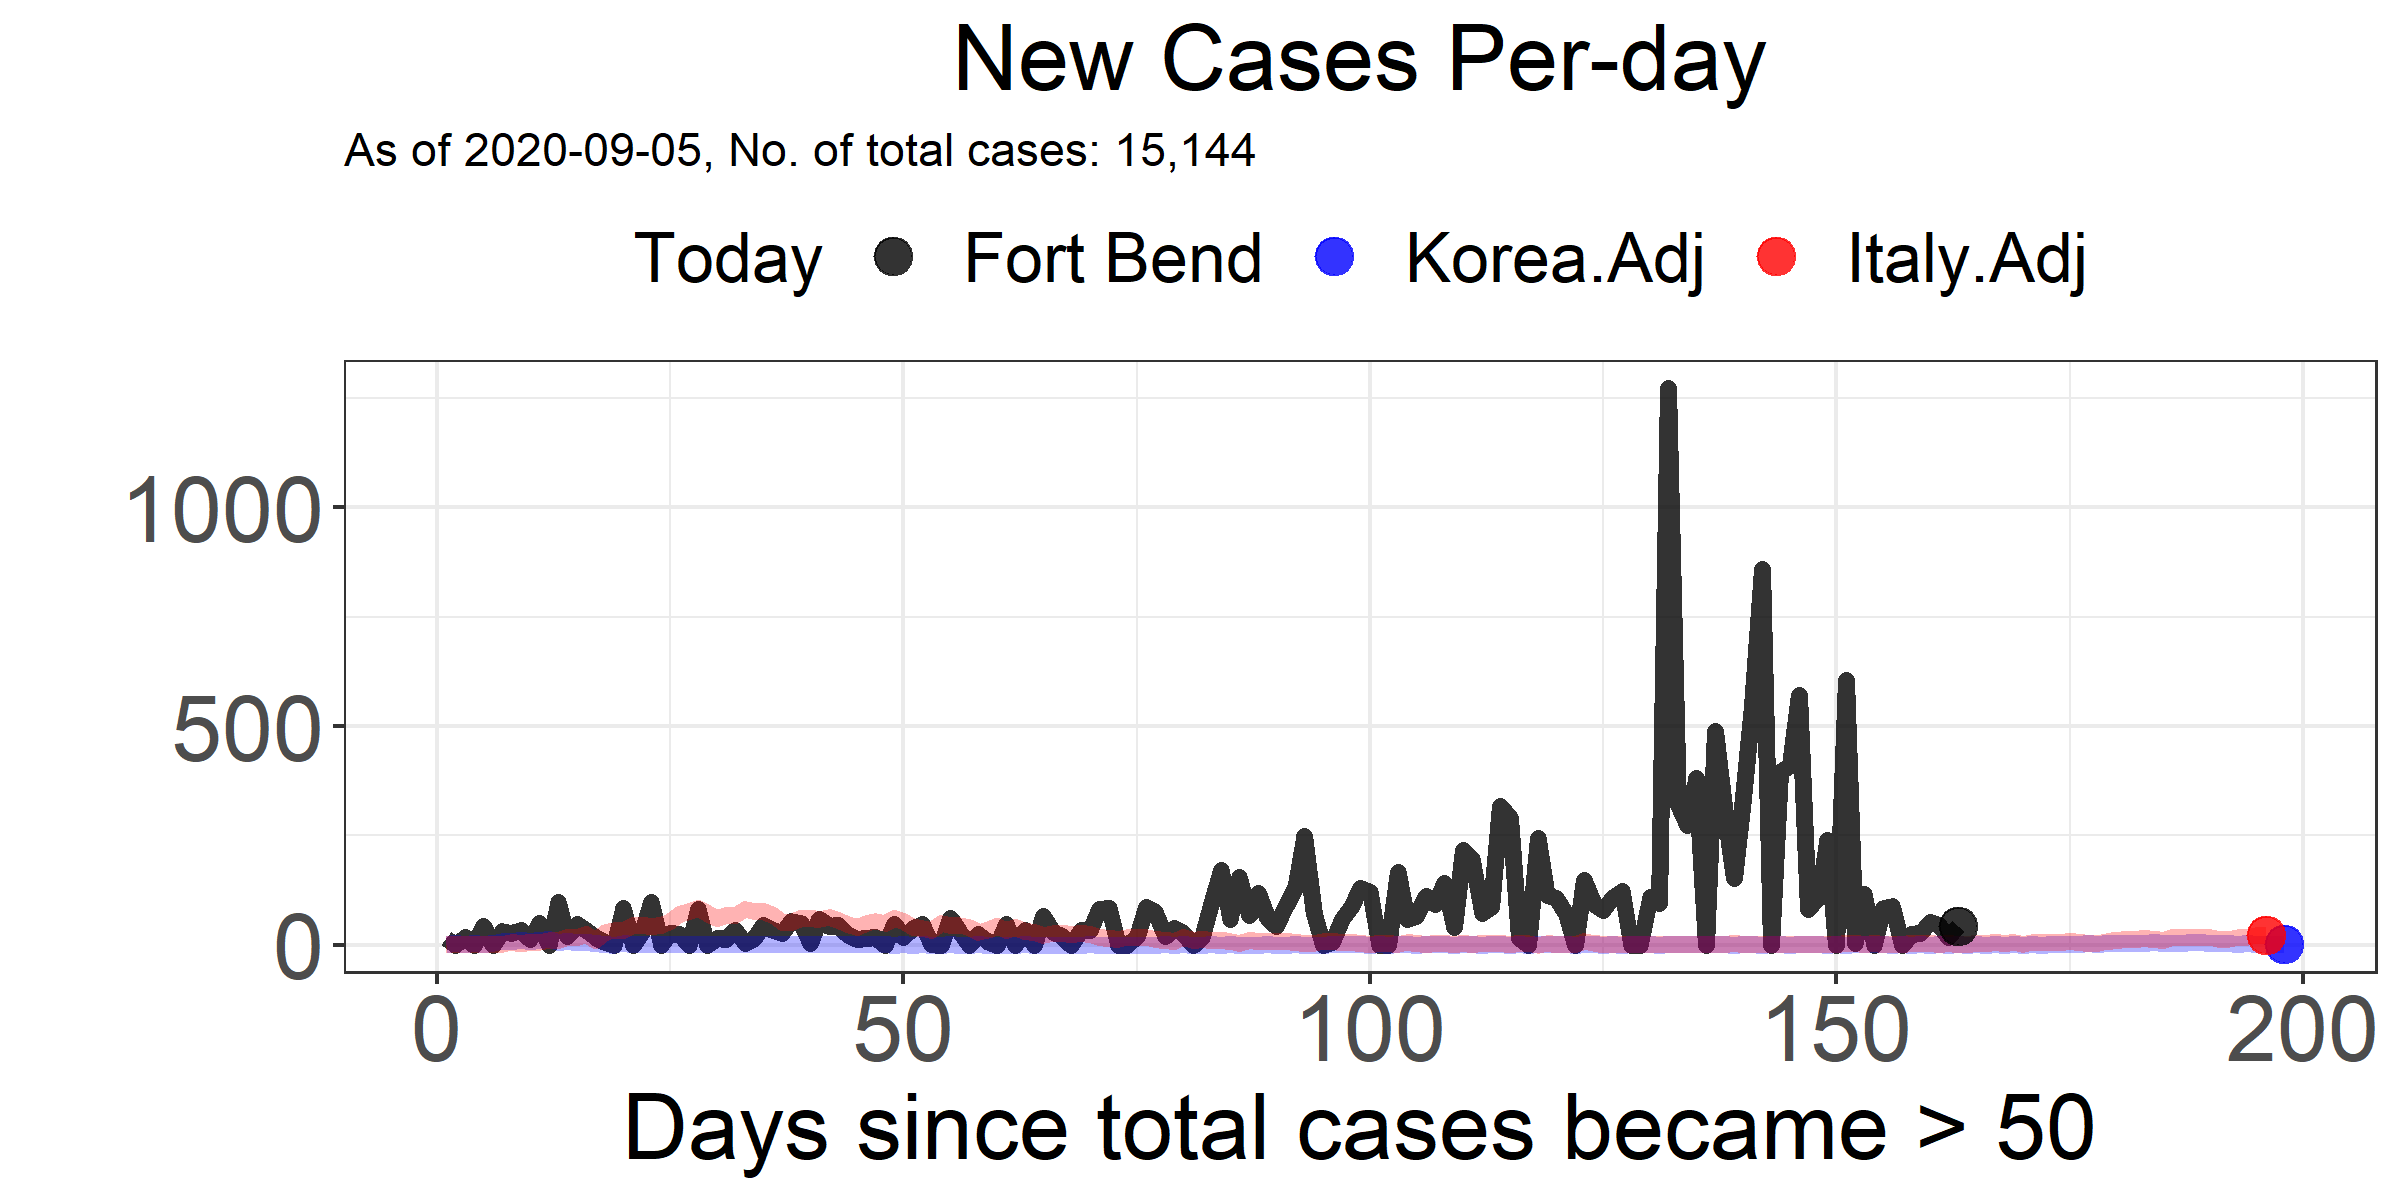 New Cases Per-day
As of 2020-09-05, No. of total cases: 15,144
Today Fort Bend Korea.Adj Italy.Adj
1000
500
0
0 50 100 150 200
Days since total cases became > 50